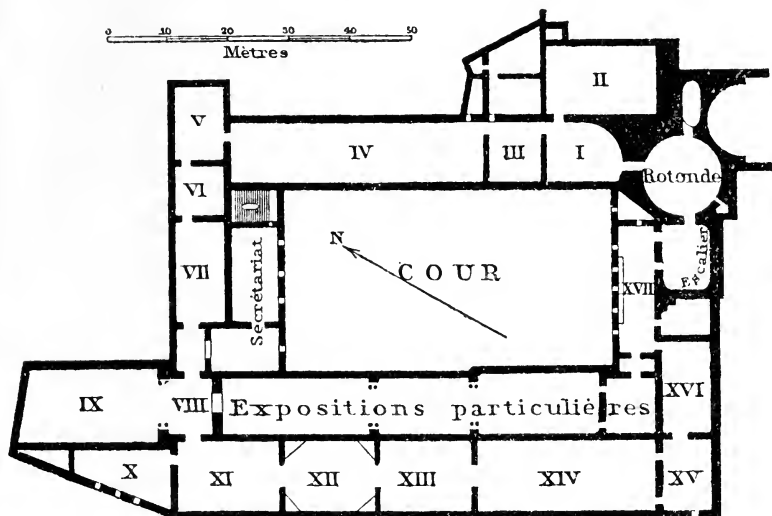 0 10 20 30 40 50
Mètres
II
V
IV
III
I
Rotonde
VI
N
COUR
Escalier
VII
Secrétariat
XVII
IX
VIII
Expositions particulières
XVI
X
XI
XII
XIII
XIV
XV